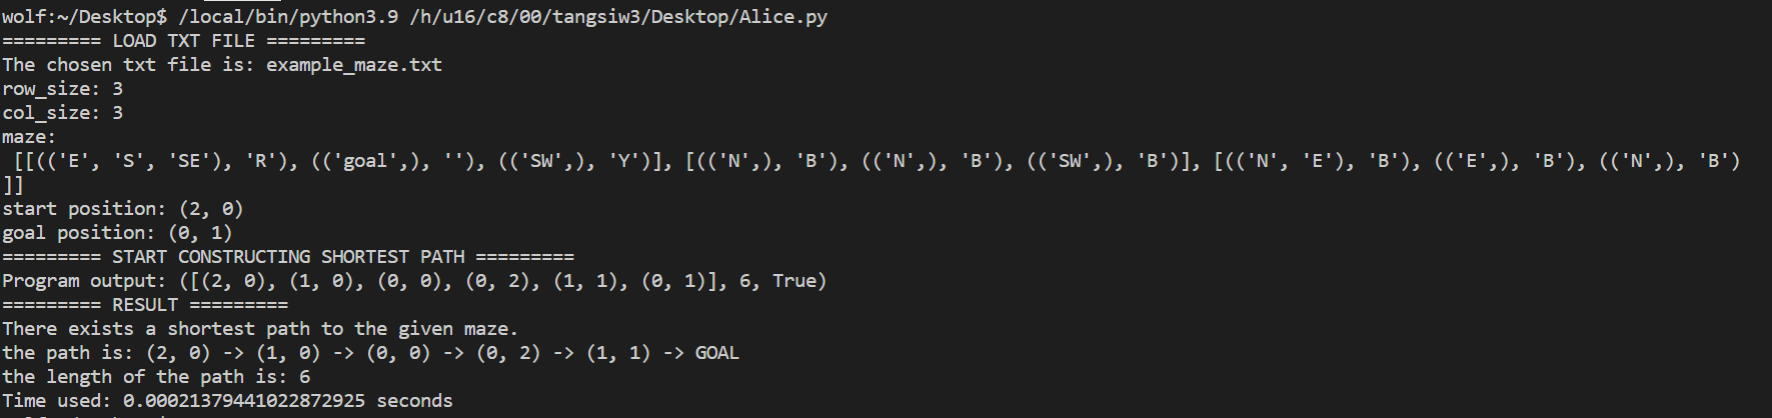 wolf:~/Desktop$ /local/bin/python3.9 /h/u16/c8/00/tangsiw3/Desktop/Alice.py
========= LOAD TXT FILE =========
The chosen txt file is: example_maze.txt
row_size: 3
col_size: 3
maze:
 [[(('E', 'S', 'SE'), 'R'), (('goal',), ''), (('SW',), 'Y')], [(('N',), 'B'), (('N',), 'B'), (('SW',), 'B')], [(('N', 'E'), 'B'), (('E',), 'B'), (('N',), 'B')
]]
start position: (2, 0)
goal position: (0, 1)
========= START CONSTRUCTING SHORTEST PATH =========
Program output: ([(2, 0), (1, 0), (0, 0), (0, 2), (1, 1), (0, 1)], 6, True)
========= RESULT =========
There exists a shortest path to the given maze.
the path is: (2, 0) -> (1, 0) -> (0, 0) -> (0, 2) -> (1, 1) -> GOAL
the length of the path is: 6
Time used: 0.00021379441022872925 seconds